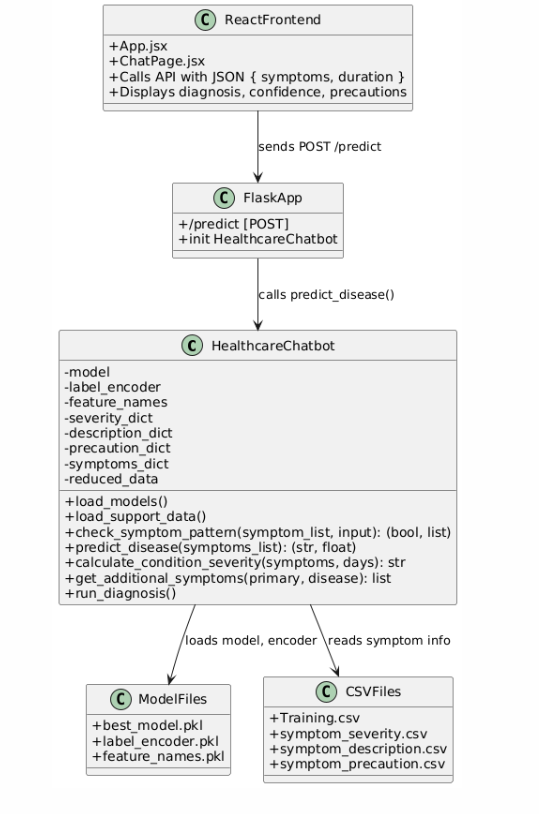 C ReactFrontend
+App.jsx
+ChatPage.jsx
+Calls API with JSON { symptoms, duration }
+Displays diagnosis, confidence, precautions
sends POST /predict
C FlaskApp
+/predict [POST]
+init HealthcareChatbot
calls predict_disease()
C HealthcareChatbot
-model
-label_encoder
-feature_names
-severity_dict
-description_dict
-precaution_dict
-symptoms_dict
-reduced_data
+load_models()
+load_support_data()
+check_symptom_pattern(symptom_list, input): (bool, list)
+predict_disease(symptoms_list): (str, float)
+calculate_condition_severity(symptoms, days): str
+get_additional_symptoms(primary, disease): list
+run_diagnosis()
loads model, encoder
reads symptom info
C ModelFiles
+best_model.pkl
+label_encoder.pkl
+feature_names.pkl
C CSVFiles
+Training.csv
+symptom_severity.csv
+symptom_description.csv
+symptom_precaution.csv